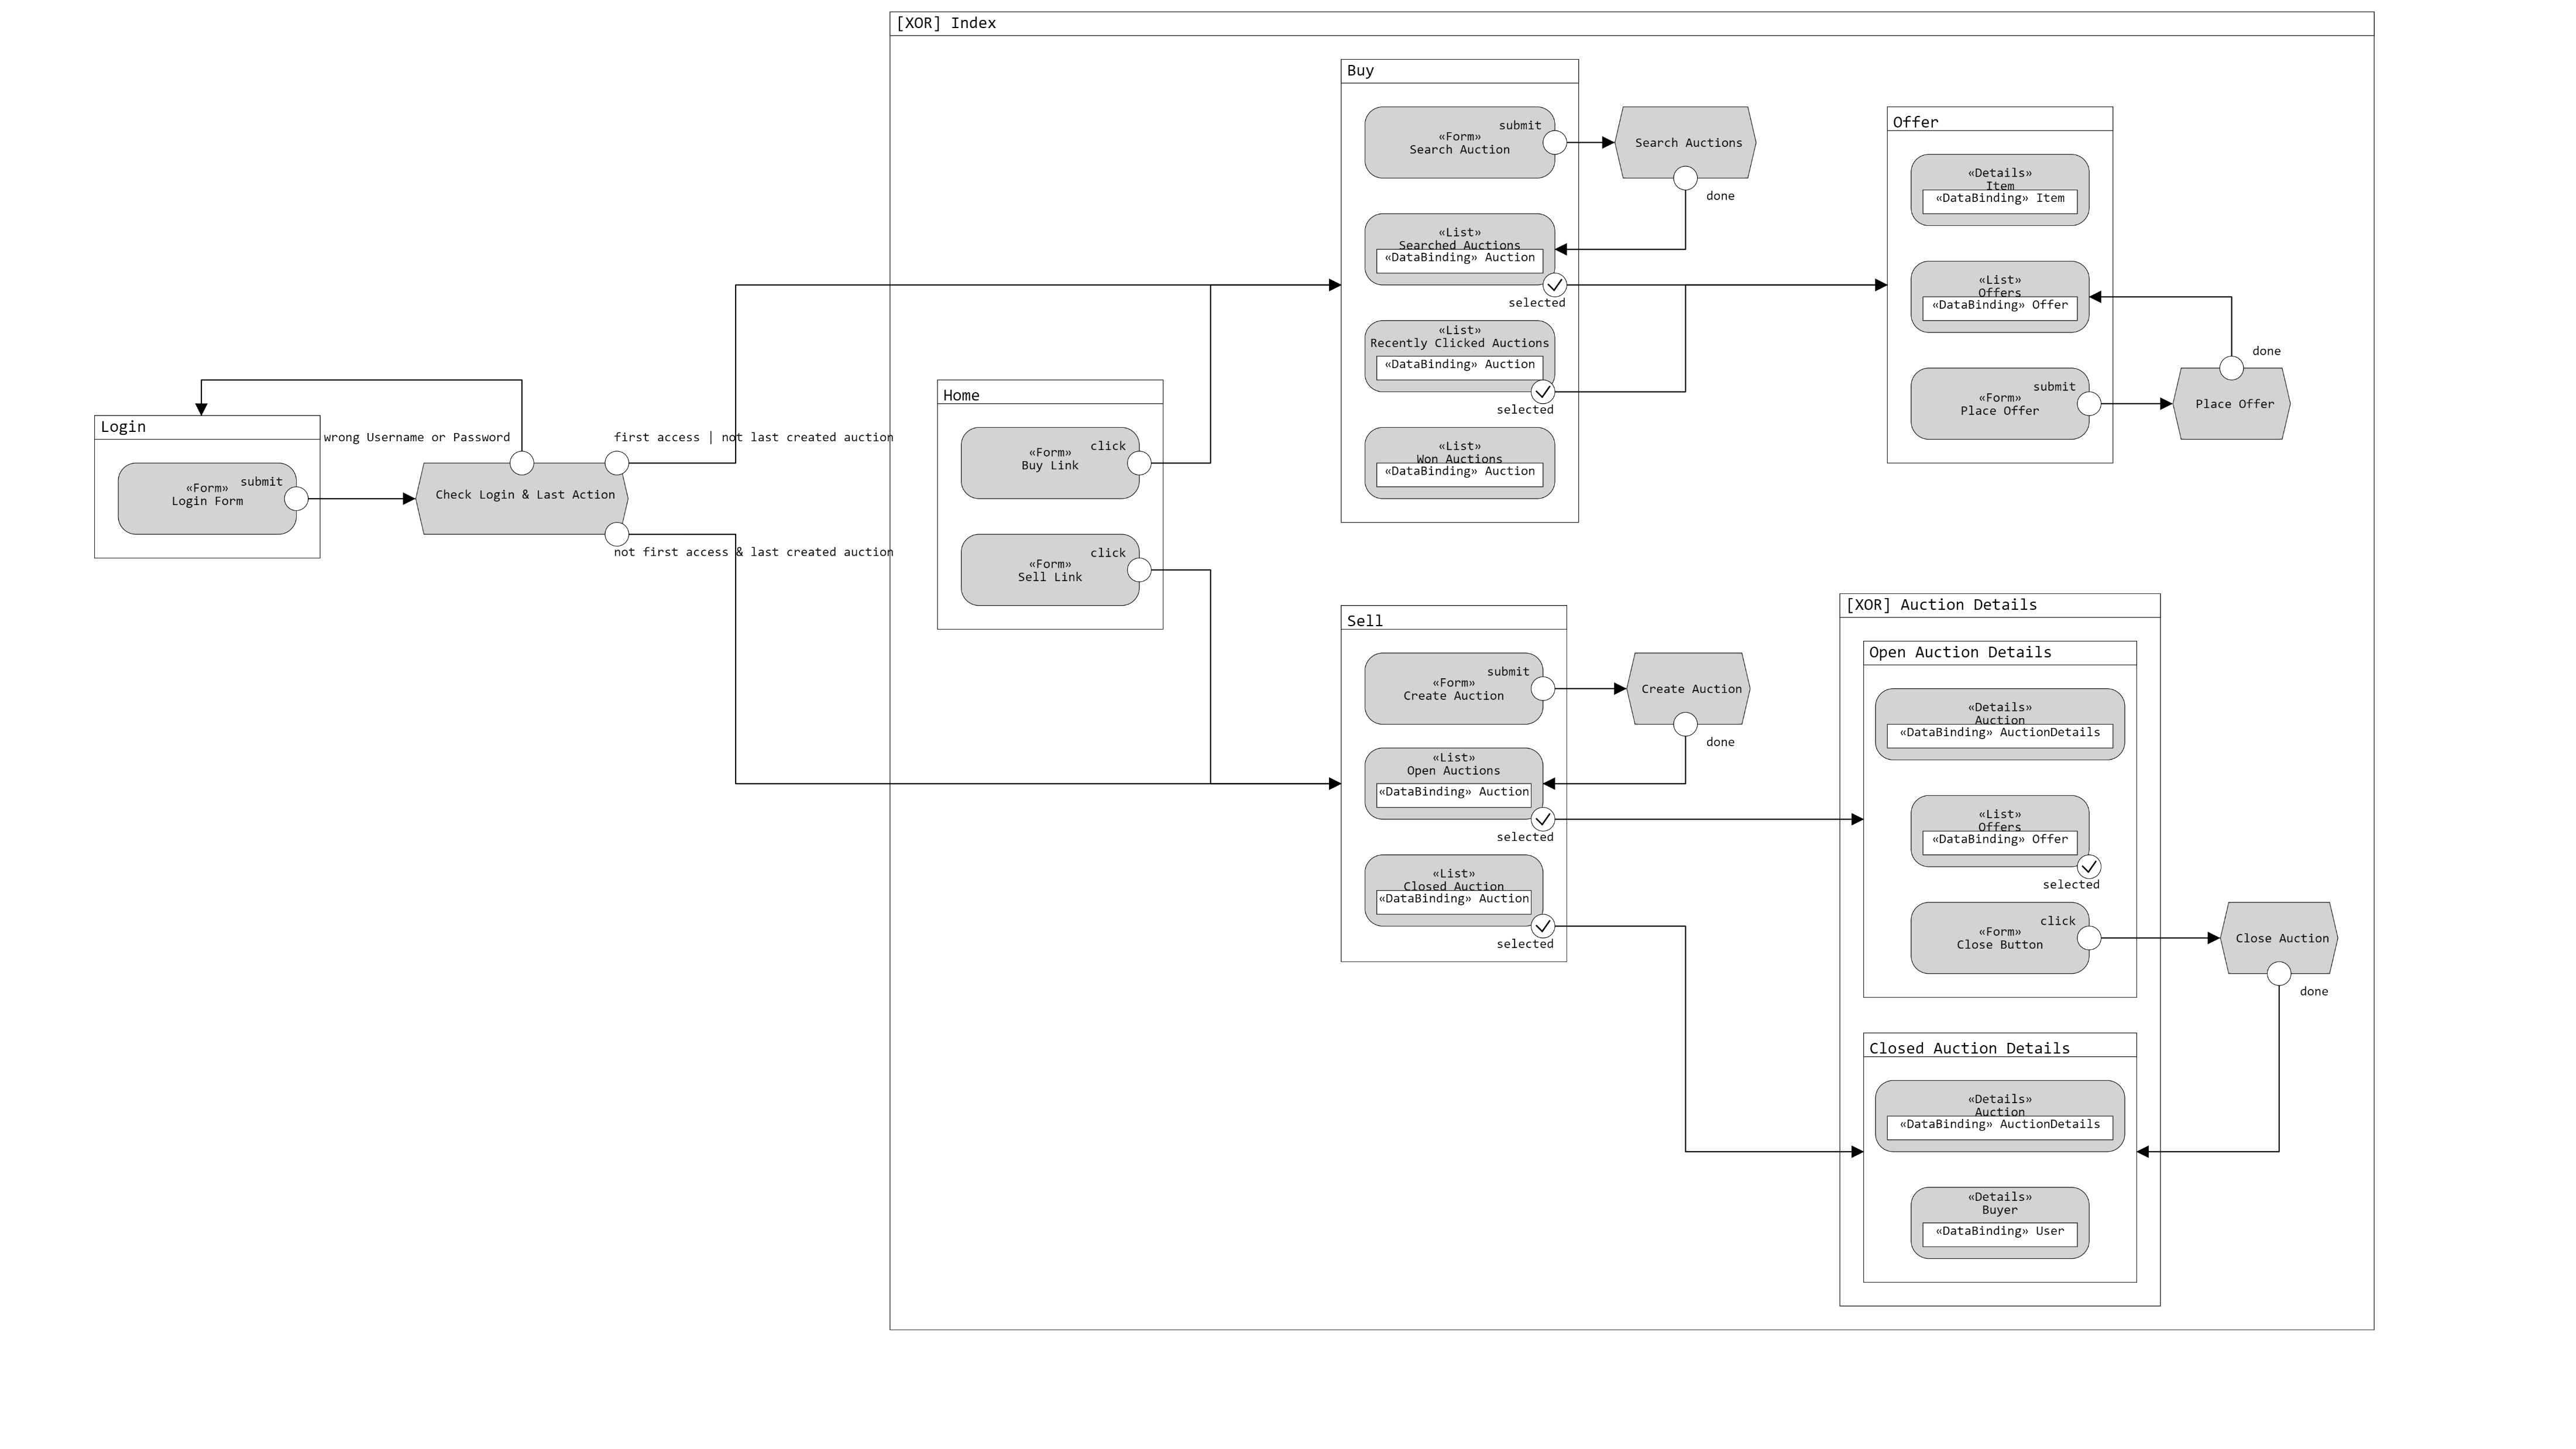 [XOR] Index
Buy
submit
«Form»
Search Auction
Search Auctions
done
«List»
Searched Auctions
«DataBinding» Auction
selected
«List»
Recently Clicked Auctions
«DataBinding» Auction
selected
«List»
Won Auctions
«DataBinding» Auction
Offer
«Details»
Item
«DataBinding» Item
«List»
Offers
«DataBinding» Offer
done
submit
«Form»
Place Offer
Place Offer
Home
click
«Form»
Buy Link
click
«Form»
Sell Link
Login
submit
«Form»
Login Form
wrong Username or Password
first access | not last created auction
Check Login & Last Action
not first access & last created auction
Sell
submit
«Form»
Create Auction
Create Auction
done
«List»
Open Auctions
«DataBinding» Auction
selected
«List»
Closed Auction
«DataBinding» Auction
selected
[XOR] Auction Details
Open Auction Details
«Details»
Auction
«DataBinding» AuctionDetails
«List»
Offers
«DataBinding» Offer
selected
click
«Form»
Close Button
Close Auction
done
Closed Auction Details
«Details»
Auction
«DataBinding» AuctionDetails
«Details»
Buyer
«DataBinding» User